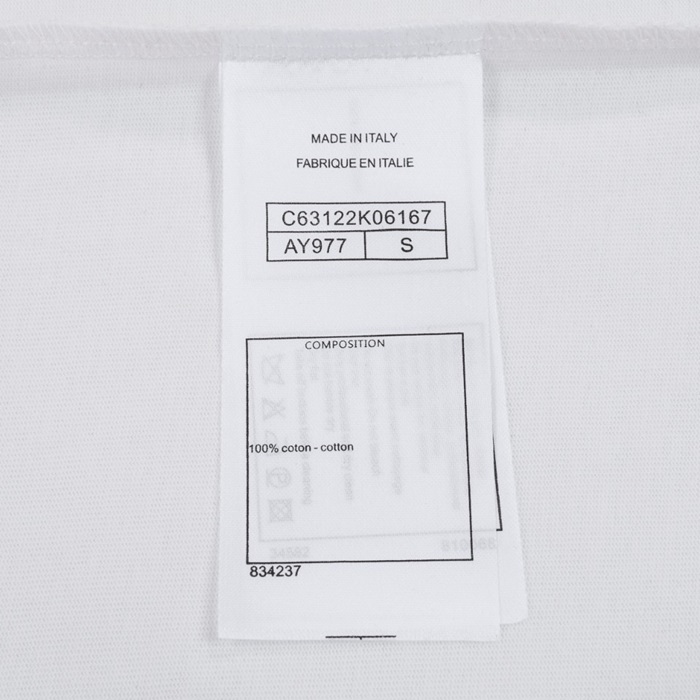 MADE IN ITALY
FABRIQUE EN ITALIE
C63122K06167
AY977 S
COMPOSITION
100% coton - cotton
834237